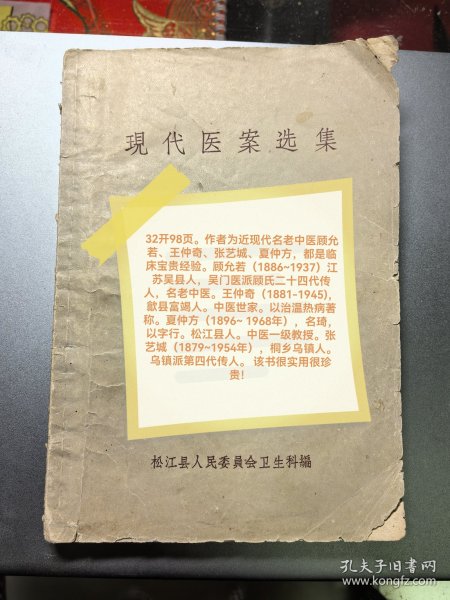 現代医案选集
32开98页。作者为近现代名老中医顾允
若、王仲奇、张艺城、夏仲方，都是临
床宝贵经验。顾允若（1886~1937）江
苏吴县人，吴门医派顾氏二十四代传
人，名老中医。王仲奇（1881-1945)，
歙县富堨人。中医世家。以治温热病著
称。夏仲方（1896~ 1968年），名琦，
以字行。松江县人。中医一级教授。张
艺城（1879~1954年），桐乡乌镇人。
乌镇派第四代传人。 该书很实用很珍
贵！
松江县人民委員会卫生科編
孔夫子旧书网
www.kongfz.com